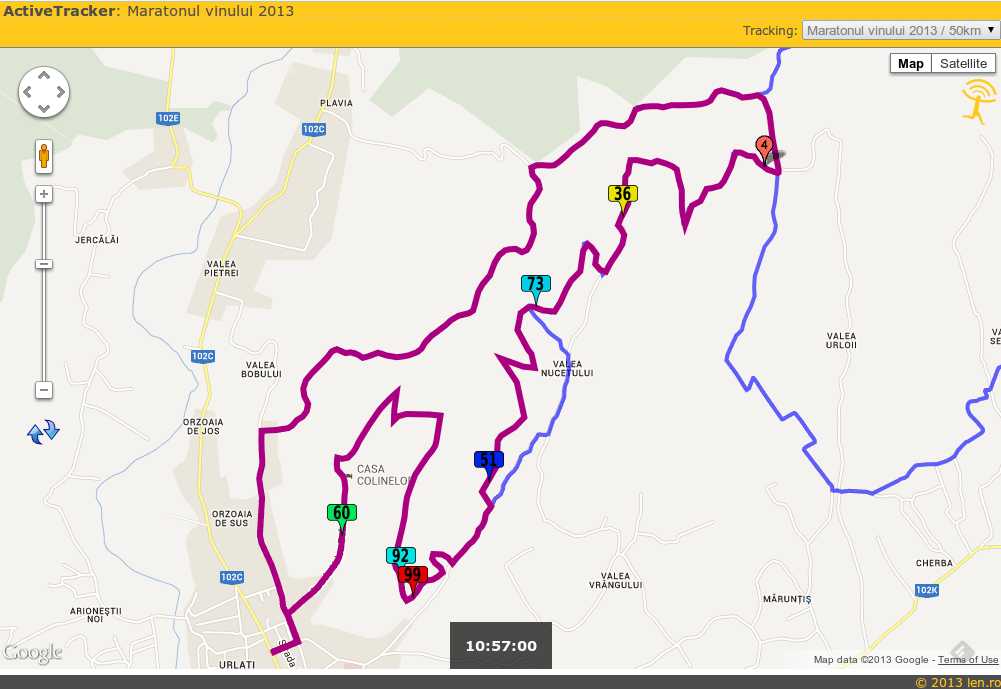 ActiveTracker: Maratonul vinului 2013
Tracking: Maratonul vinului 2013 / 50km
Map Satellite
PLAVIA
102E
102C
4
36
JERCĂLĂI
VALEA
PIETREI
73
102C
VALEA
BOBULUI
VALEA
NUCETULUI
VALEA
URLOII
VA
SE
ORZOAIA
DE JOS
51
CASA
COLINELOR
60
ORZOAIA
DE SUS
92
99
102C
CHERBA
VALEA
VRÂNGULUI
102K
MĂRUNȚIȘ
ARIONEȘTII
NOI
10:57:00
Strada
Google
URLAȚI
Map data ©2013 Google - Terms of Use
© 2013 len.ro